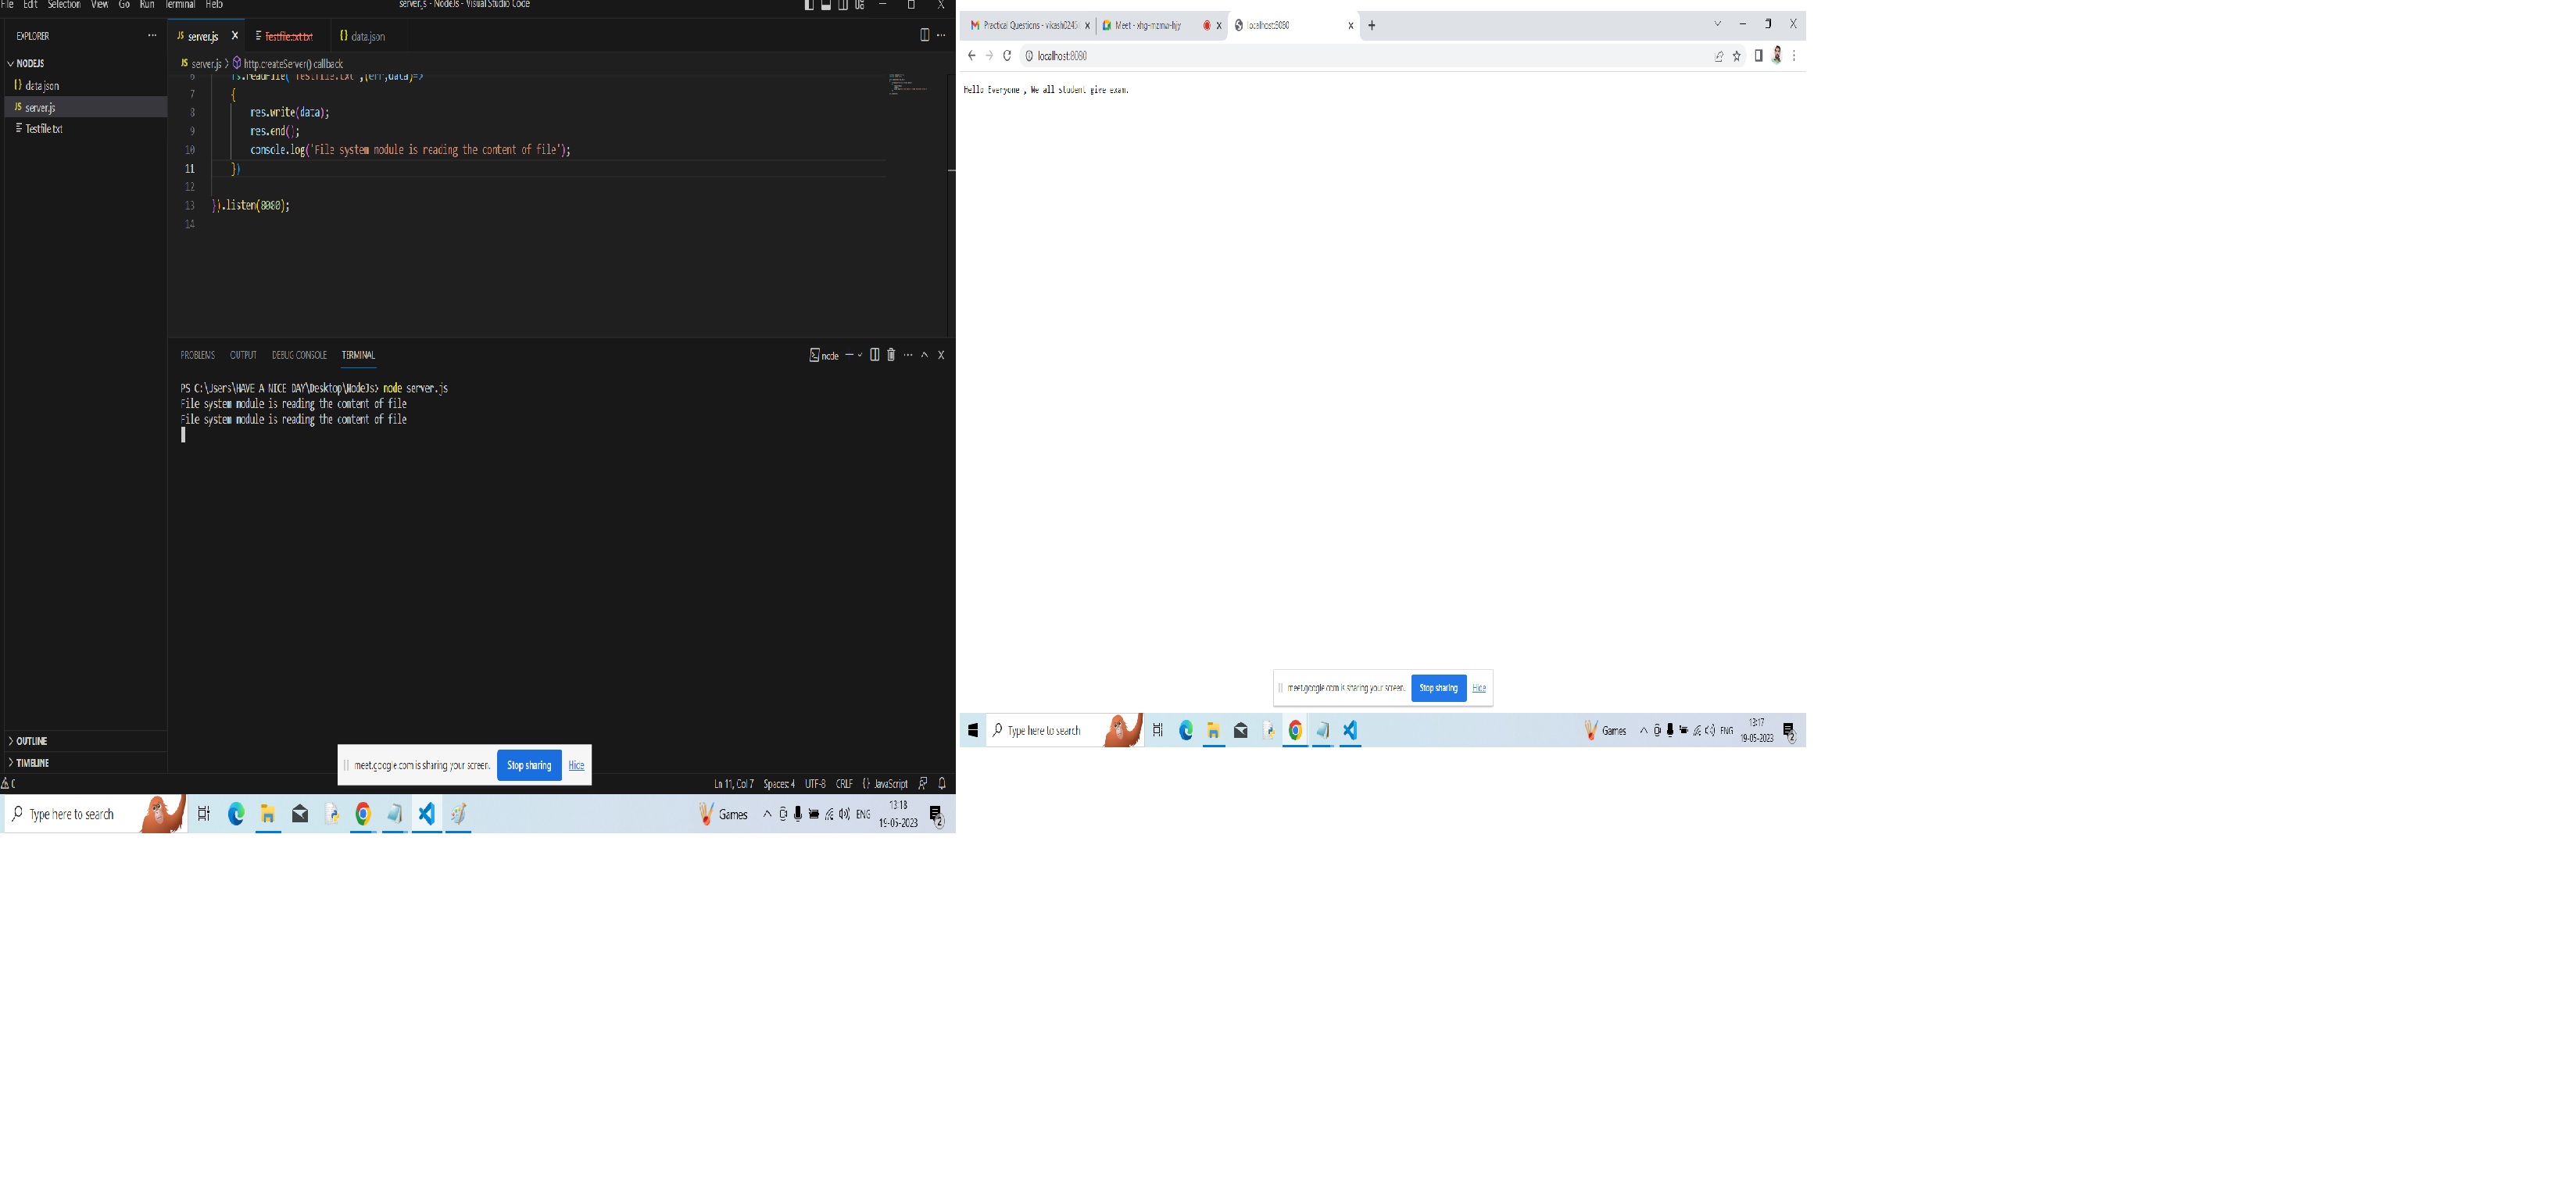 File Edit Selection View Go Run Terminal Help
server.js - NodeJs - Visual Studio Code
EXPLORER
NODEJS
{} data.json
JS server.js
Testfile.txt
OUTLINE
TIMELINE
JS server.js X Testfile.txt.txt {} data.json
JS server.js > http.createServer() callback
6 fs.readFile('Testfile.txt',(err,data)=>
7 {
8 res.write(data);
9 res.end();
10 console.log('File system module is reading the content of file');
11 })
12
13 }).listen(8080);
14
PROBLEMS OUTPUT DEBUG CONSOLE TERMINAL
node
PS C:\Users\HAVE A NICE DAY\Desktop\NodeJs> node server.js
File system module is reading the content of file
File system module is reading the content of file
meet.google.com is sharing your screen. Stop sharing Hide
Ln 11, Col 7 Spaces: 4 UTF-8 CRLF {} JavaScript
Type here to search
Games ENG
13:18
19-05-2023
2
Practical Questions - vikash0243 Meet - localhost:8080
localhost:8080
Hello Everyone , We all student give exam.
meet.google.com is sharing your screen. Stop sharing Hide
Type here to search
Games ENG
13:17
19-05-2023
2